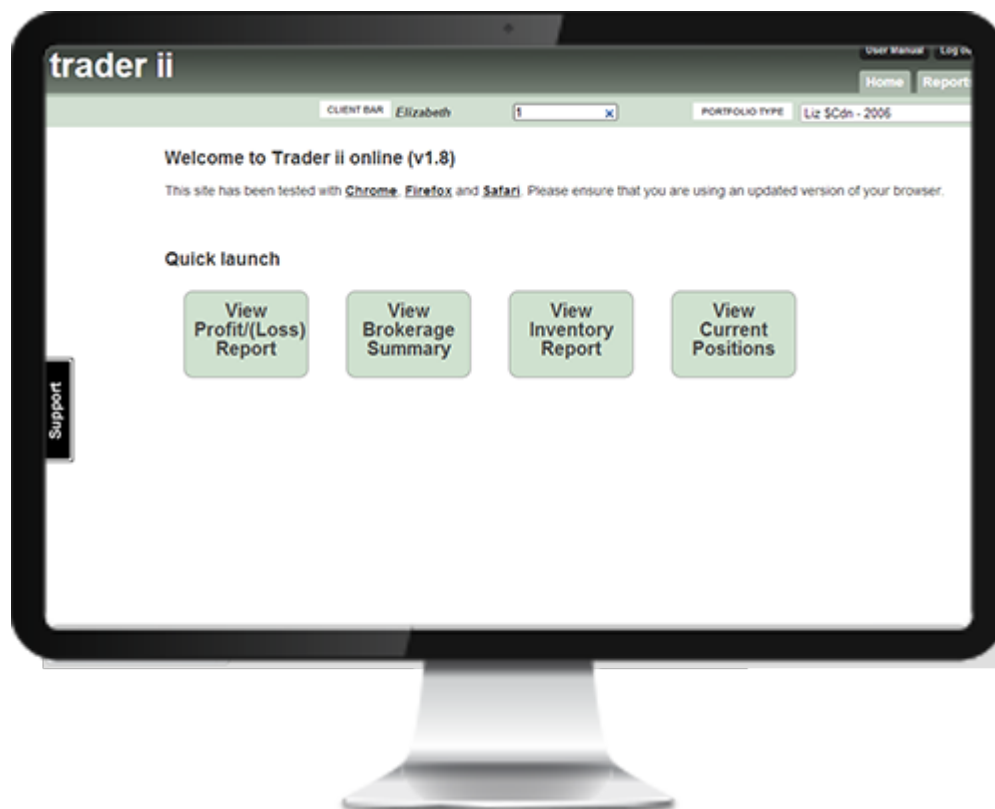 trader ii
User Manual Log ou
Home Report
CLIENT BAR Elizabeth 1 x PORTFOLIO TYPE Liz $Cdn - 2006
Welcome to Trader ii online (v1.8)
This site has been tested with Chrome, Firefox and Safari. Please ensure that you are using an updated version of your browser.
Quick launch
View
Profit/(Loss)
Report
View
Brokerage
Summary
View
Inventory
Report
View
Current
Positions
Support